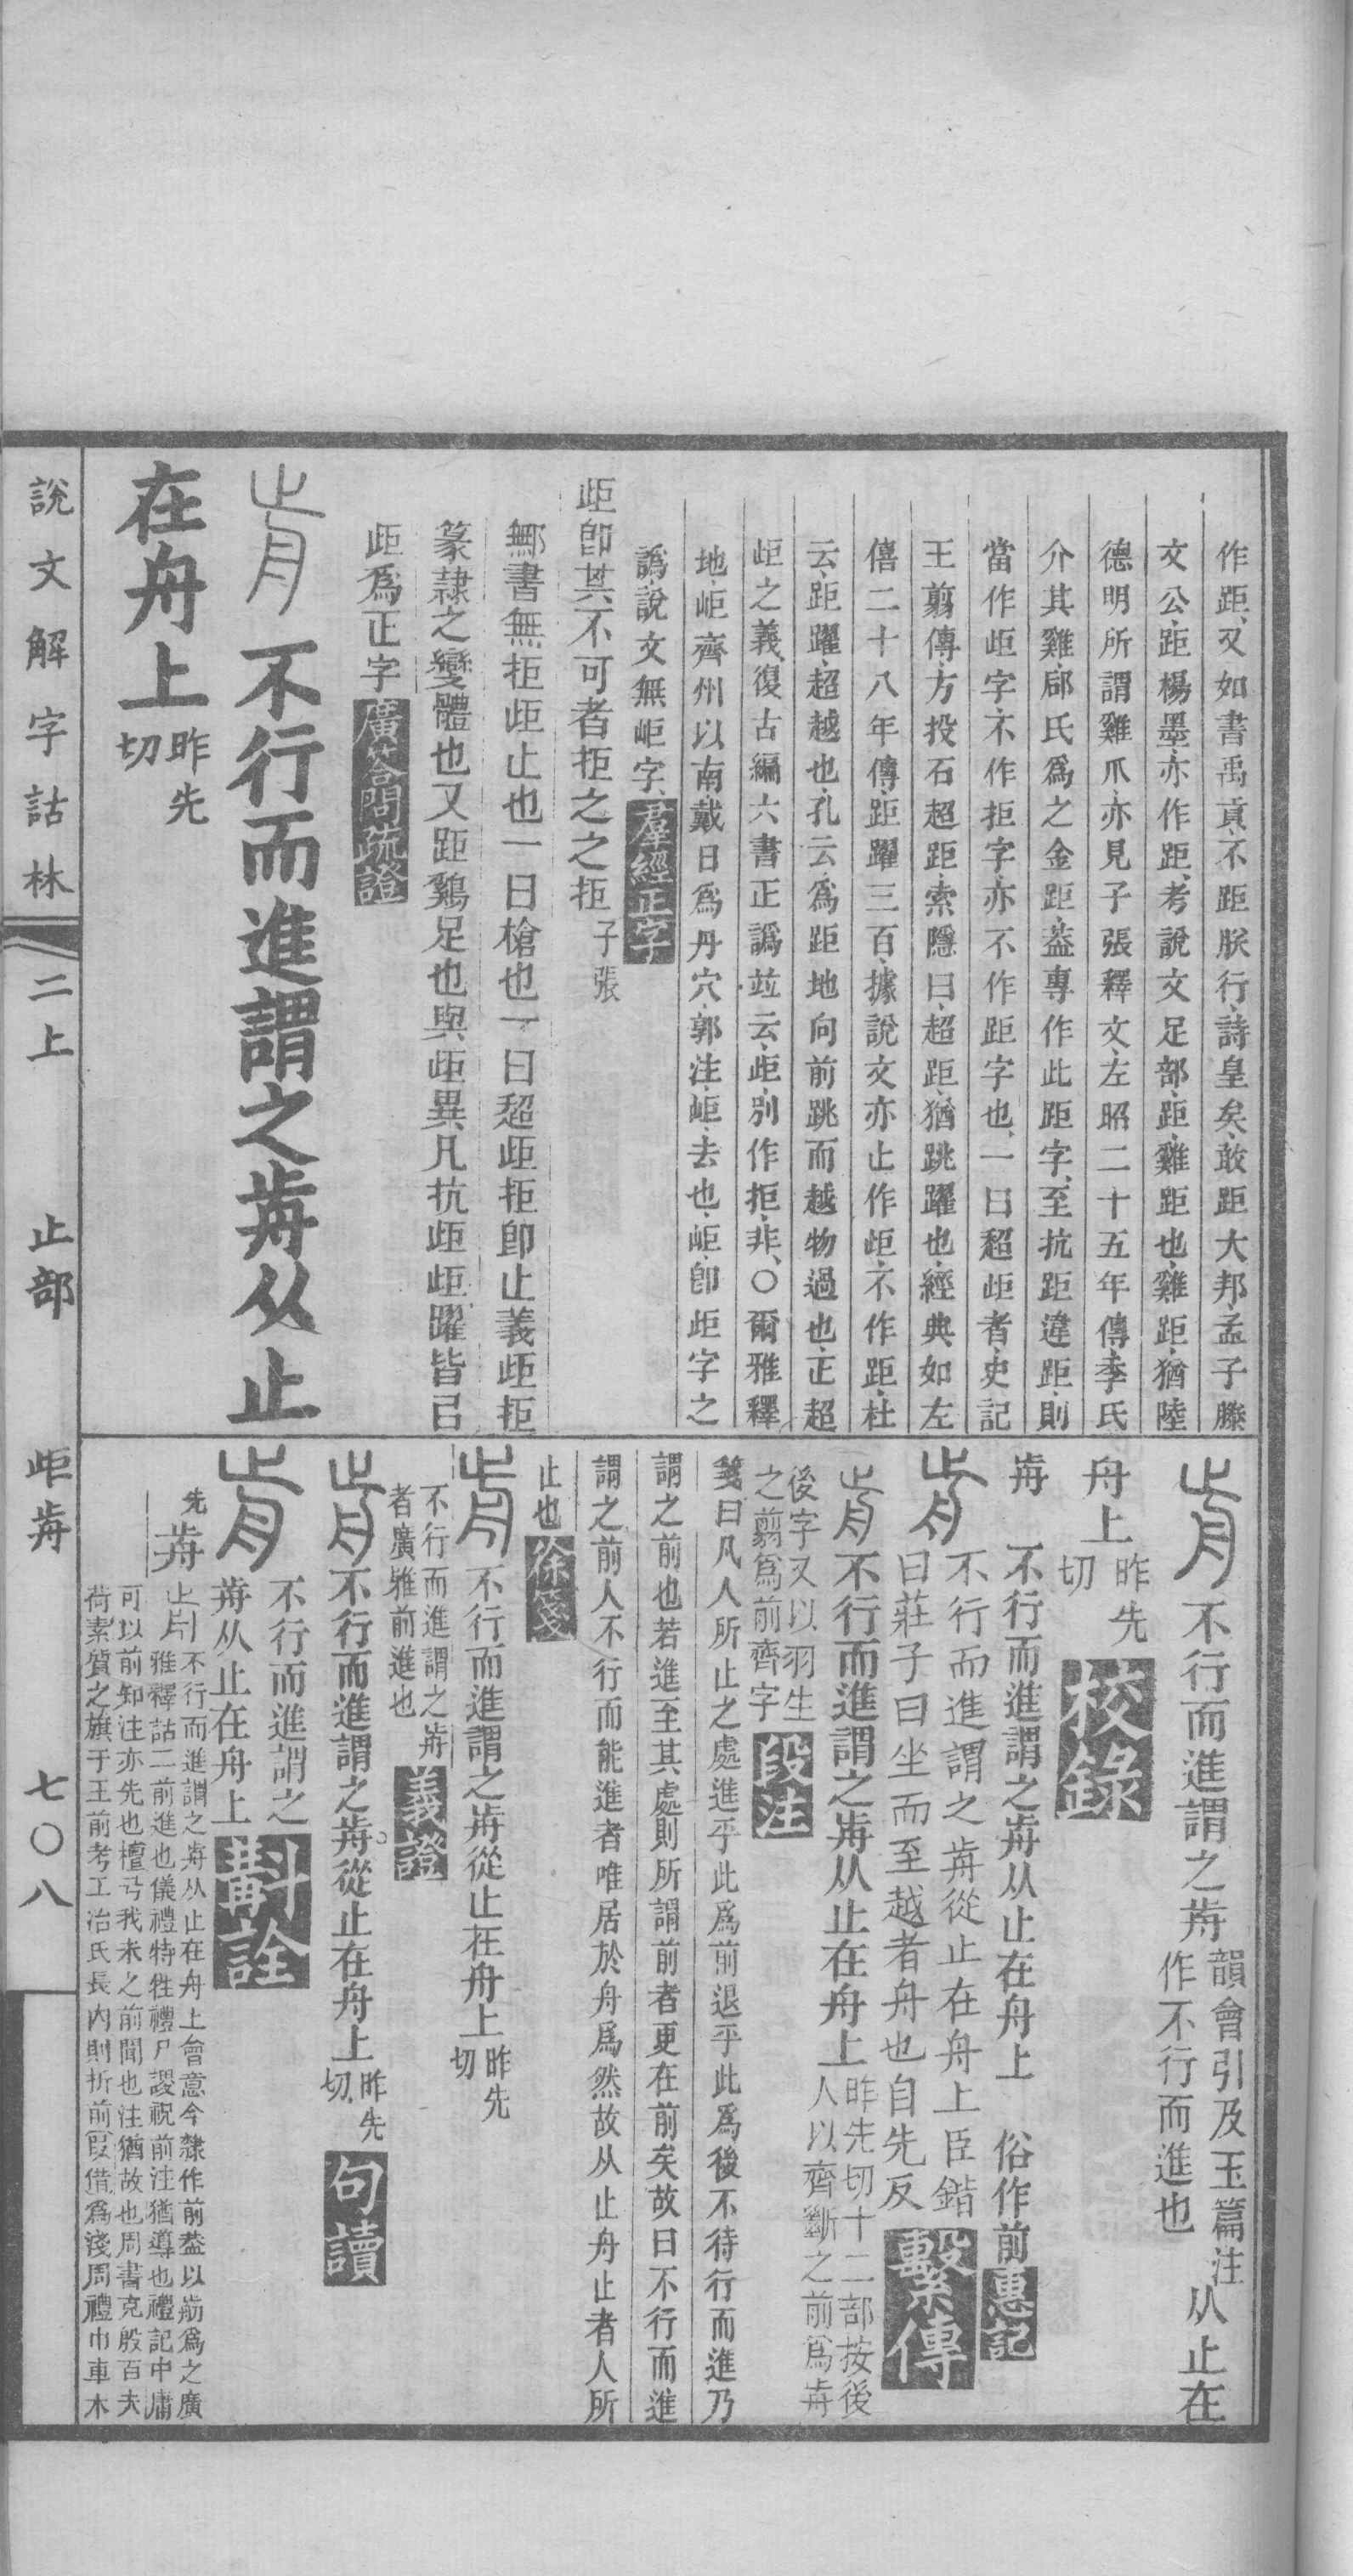 作距、又如書禹貢、不距朕行、詩皇矣、敢距大邦、孟子滕
文公、距楊墨、亦作距、考說文足部、距、雞距也、雞距、猶陸
德明所謂雞爪、亦見子張釋文、左昭二十五年傳、季氏
介其雞、郈氏爲之金距、葢專作此距字、至抗距違距、則
當作歫字、不作拒字、亦不作距字也、一曰超歫者、史記
王翦傳、方投石超距、索隱曰、超距、猶跳躍也、經典如左
僖二十八年傳、距躍三百、據說文亦止作歫、不作距、杜
云、距躍、超越也、孔云、爲距地向前跳而越物過也、正超
歫之義、復古編六書正譌竝云、歫、別作拒、非、〇爾雅釋
地、岠齊州以南、戴日爲丹穴、郭注、岠、去也、岠、卽歫字之
譌、說文無岠字、羣經正字
歫卽其不可者拒之之拒 子張
鄦書無拒歫止也一曰槍也一曰超歫拒卽止義歫拒
篆隷之變體也又距鷄足也與歫異凡抗歫歫躍皆㠯
歫爲正字 廣答問疏證
不行而進謂之歬从止
在舟上 昨先切
不行而進謂之歬 韻會引及玉篇注作不行而進也 从止在
舟上 昨先切 校錄
歬 不行而進謂之歬从止在舟上 俗作前 惠記
不行而進謂之歬從止在舟上臣鍇
曰莊子曰坐而至越者舟也自先反 繫傳
不行而進謂之歬从止在舟上 昨先切十二部按後人以齊斷之前爲歬
後字又以羽生之翦爲前齊字 段注
箋曰凡人所止之處進乎此爲前退乎此爲後不待行而進乃
謂之前也若進至其處則所謂前者更在前矣故曰不行而進
謂之前人不行而能進者唯居於舟爲然故从止舟止者人所
止也 徐箋
不行而進謂之歬從止在舟上 昨先切
不行而進謂之歬者廣雅前進也 義證
不行而進謂之歬從止在舟上 昨先切 句讀
不行而進謂之
歬从止在舟上 斠詮
先 歬 不行而進謂之歬从止在舟上會意今隸作前葢以歬爲之廣
雅釋詁二前進也儀禮特牲禮尸謖祝前注猶導也禮記中庸
可以前知注亦先也檀弓我未之前聞也注猶故也周書克殷百夫
荷素質之旗于王前考工冶氏長內則折前叚借爲淺周禮巾車木
說文解字詁林 二上 止部 歫歬 七〇八